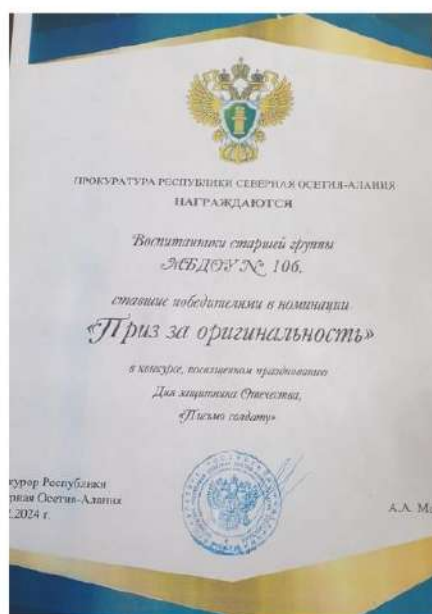 ПРОКУРАТУРА РЕСПУБЛИКИ СЕВЕРНАЯ ОСЕТИЯ-АЛАНИЯ
НАГРАЖДАЮТСЯ
Воспитанники старшей группы
МБДОУ № 106,
ставшие победителями в номинации
«Приз за оригинальность»
в конкурсе, посвященном празднованию
Дня защитника Отечества,
«Письмо солдату»
курор Республики
рная Осетия-Алания
.2024 г.
А.А. Ма